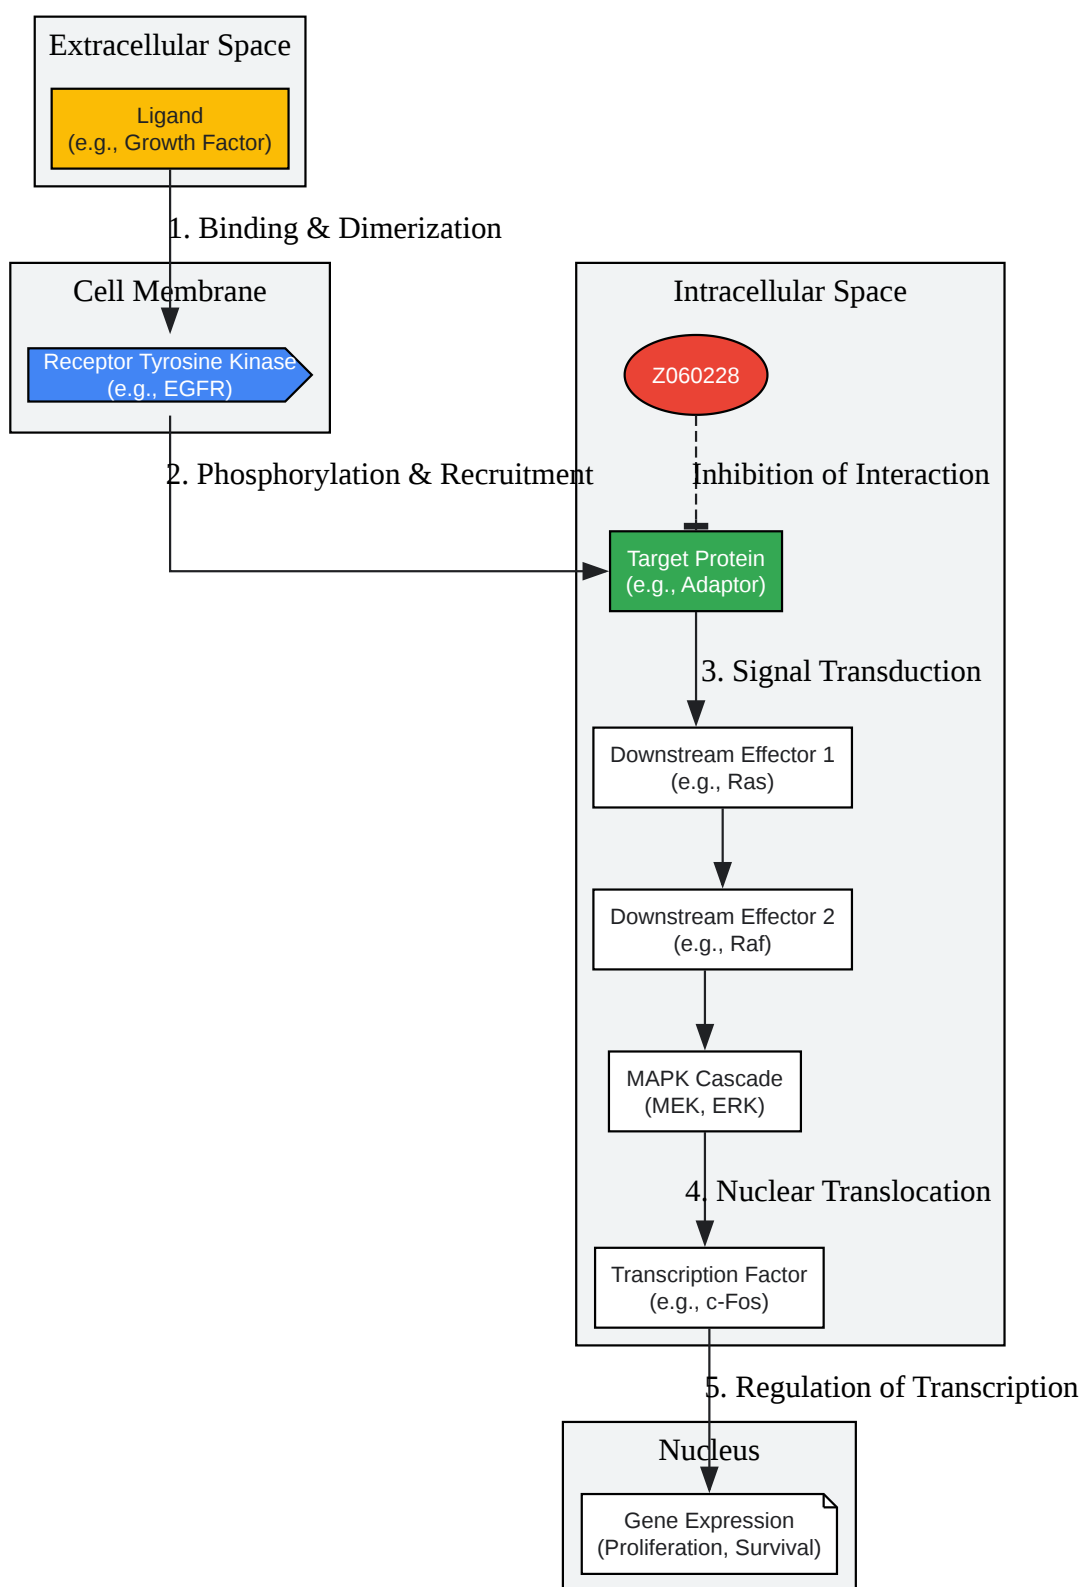 Extracellular Space
Ligand
(e.g., Growth Factor)
1. Binding & Dimerization
Cell Membrane
Receptor Tyrosine Kinase
(e.g., EGFR)
2. Phosphorylation & Recruitment
Intracellular Space
Z060228
Inhibition of Interaction
Target Protein
(e.g., Adaptor)
3. Signal Transduction
Downstream Effector 1
(e.g., Ras)
Downstream Effector 2
(e.g., Raf)
MAPK Cascade
(MEK, ERK)
4. Nuclear Translocation
Transcription Factor
(e.g., c-Fos)
5. Regulation of Transcription
Nucleus
Gene Expression
(Proliferation, Survival)